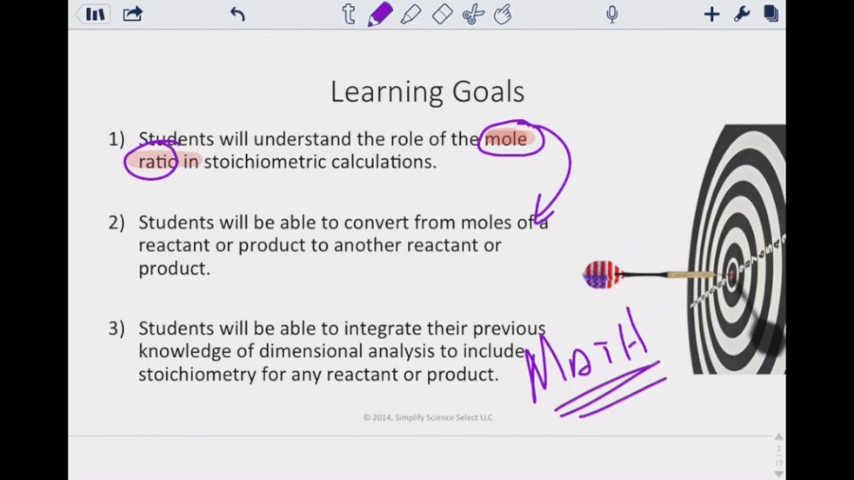 t
Learning Goals
1) Students will understand the role of the mole
ratio in stoichiometric calculations.
2) Students will be able to convert from moles of a
reactant or product to another reactant or
product.
3) Students will be able to integrate their previous
knowledge of dimensional analysis to include
stoichiometry for any reactant or product.
MATH
© 2014, Simplify Science Select LLC